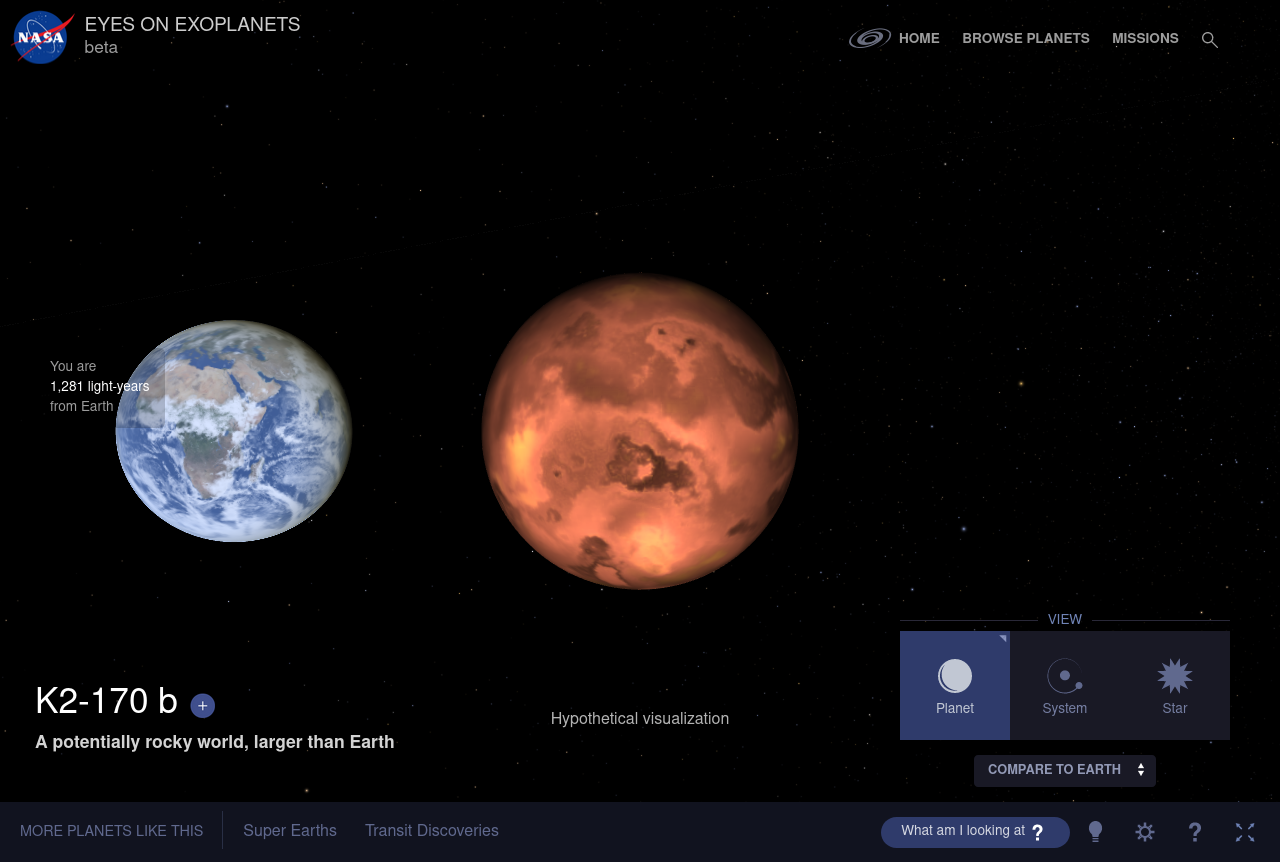 NASA
EYES ON EXOPLANETS
beta
HOME
BROWSE PLANETS
MISSIONS
You are
1,281 light-years
from Earth
VIEW
Planet
System
Star
K2-170 b +
A potentially rocky world, larger than Earth
Hypothetical visualization
COMPARE TO EARTH
MORE PLANETS LIKE THIS
Super Earths
Transit Discoveries
What am I looking at ?
?